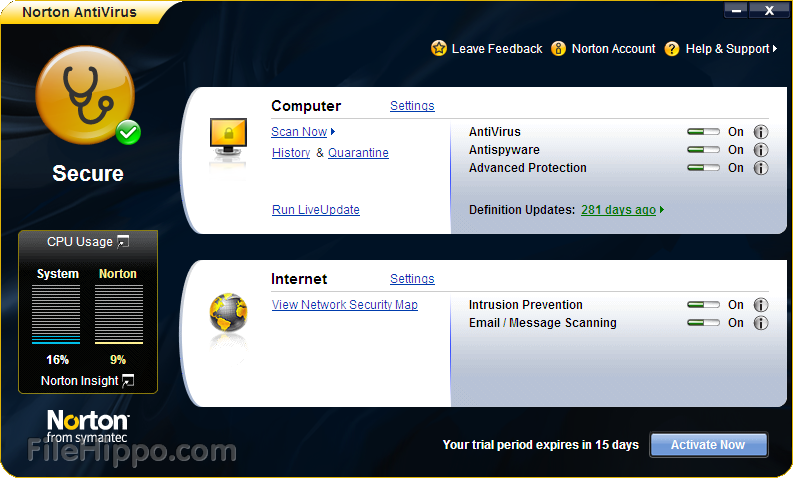 Norton AntiVirus
Leave Feedback Norton Account Help & Support
Secure
Computer Settings
Scan Now
History & Quarantine
Run LiveUpdate
AntiVirus On
Antispyware On
Advanced Protection On
Definition Updates: 281 days ago
CPU Usage
System Norton
16% 9%
Norton Insight
Internet Settings
View Network Security Map
Intrusion Prevention On
Email / Message Scanning On
Norton
from symantec
FileHippo.com
Your trial period expires in 15 days Activate Now